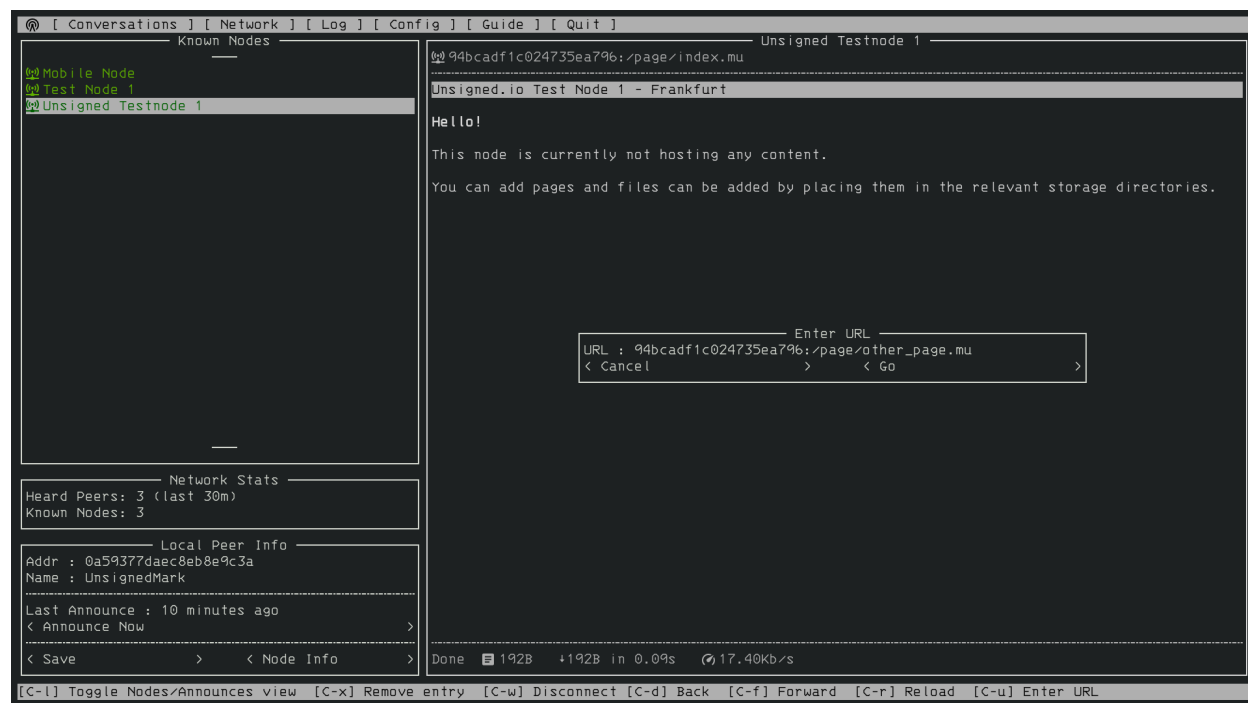 [ Conversations ] [ Network ] [ Log ] [ Config ] [ Guide ] [ Quit ]
Known Nodes
Mobile Node
Test Node 1
Unsigned Testnode 1
Network Stats
Heard Peers: 3 (last 30m)
Known Nodes: 3
Local Peer Info
Addr : 0a59377daec8eb8e9c3a
Name : UnsignedMark
Last Announce : 10 minutes ago
< Announce Now >
< Save > < Node Info >
Unsigned Testnode 1
94bcadf1c024735ea796:/page/index.mu
Unsigned.io Test Node 1 - Frankfurt
Hello!
This node is currently not hosting any content.
You can add pages and files can be added by placing them in the relevant storage directories.
Enter URL
URL : 94bcadf1c024735ea796:/page/other_page.mu
< Cancel > < Go >
Done 192B ↓192B in 0.09s 17.40Kb/s
[C-l] Toggle Nodes/Announces view [C-x] Remove entry [C-w] Disconnect [C-d] Back [C-f] Forward [C-r] Reload [C-u] Enter URL